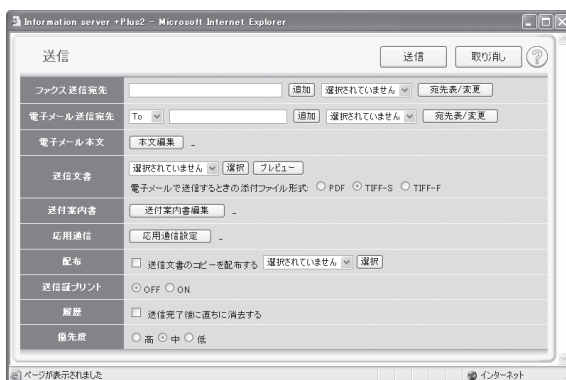 Information server +Plus2 - Microsoft Internet Explorer
送信 送信 取り消し ?
ファクス送信宛先 追加 選択されていません 宛先表/変更
電子メール送信宛先 To 追加 選択されていません 宛先表/変更
電子メール本文 本文編集 -
送信文書 選択されていません 選択 プレビュー
電子メールで送信するときの添付ファイル形式: PDF TIFF-S TIFF-F
送付案内書 送付案内書編集 -
応用通信 応用通信設定 -
配布 送信文書のコピーを配布する 選択されていません 選択
送信証プリント OFF ON
履歴 送信完了後に直ちに消去する
優先度 高 中 低
ページが表示されました インターネット